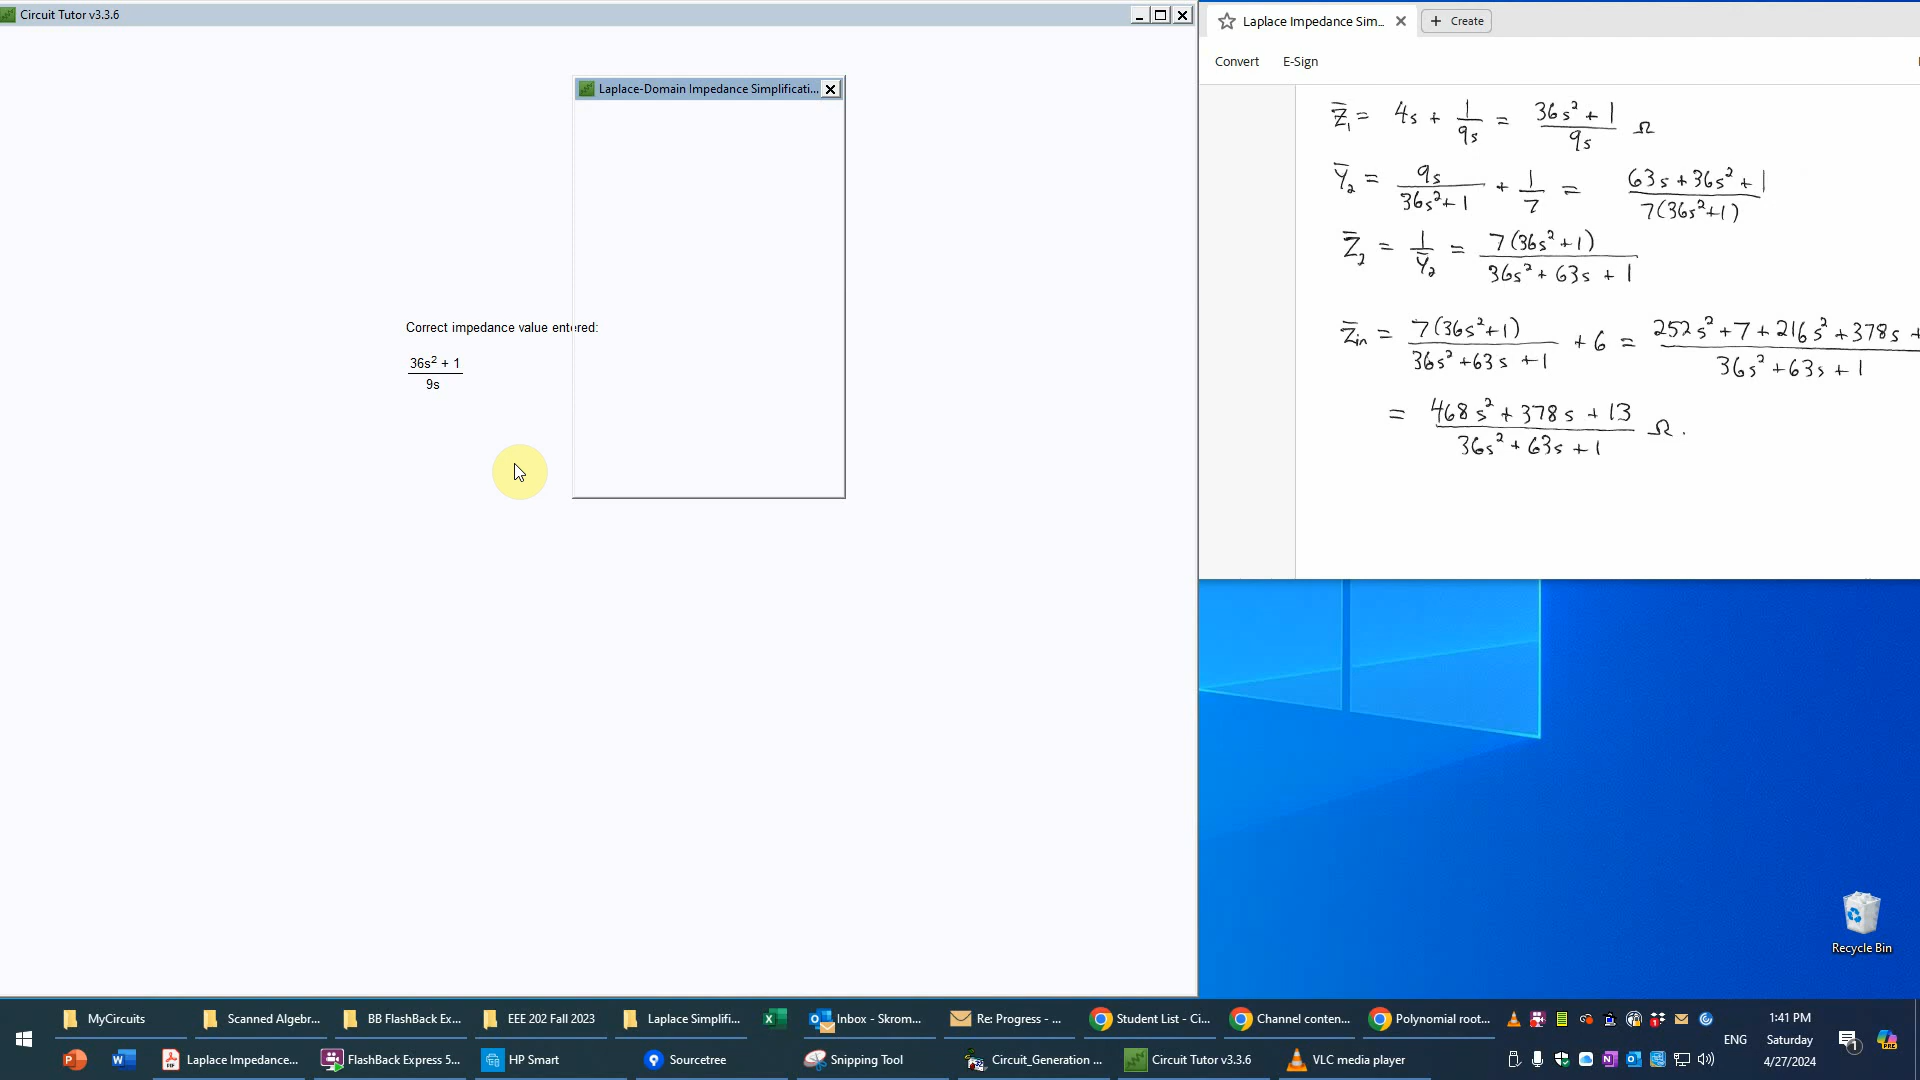 Circuit Tutor v3.3.6
Laplace-Domain Impedance Simplificati...
Correct impedance value entered:
36s² + 1
9s
Laplace Impedance Sim...
Create
Convert
E-Sign
Z̅₁ = 4s + 1/9s = (36s² + 1)/9s Ω
Y̅₂ = 9s/(36s²+1) + 1/7 = (63s + 36s² + 1)/7(36s²+1)
Z̅₂ = 1/Y̅₂ = 7(36s²+1)/(36s² + 63s + 1)
Z̅in = 7(36s²+1)/(36s²+63s+1) + 6 = (252s² + 7 + 216s² + 378s +)/(36s² + 63s + 1)
= (468s² + 378s + 13)/(36s² + 63s + 1) Ω.
Recycle Bin
MyCircuits
Scanned Algebr...
BB FlashBack Ex...
EEE 202 Fall 2023
Laplace Simplifi...
Inbox - Skrom...
Re: Progress - ...
Student List - Ci...
Channel conten...
Polynomial root...
Laplace Impedance...
FlashBack Express 5...
HP Smart
Sourcetree
Snipping Tool
Circuit_Generation ...
Circuit Tutor v3.3.6
VLC media player
ENG
1:41 PM
Saturday
4/27/2024
1